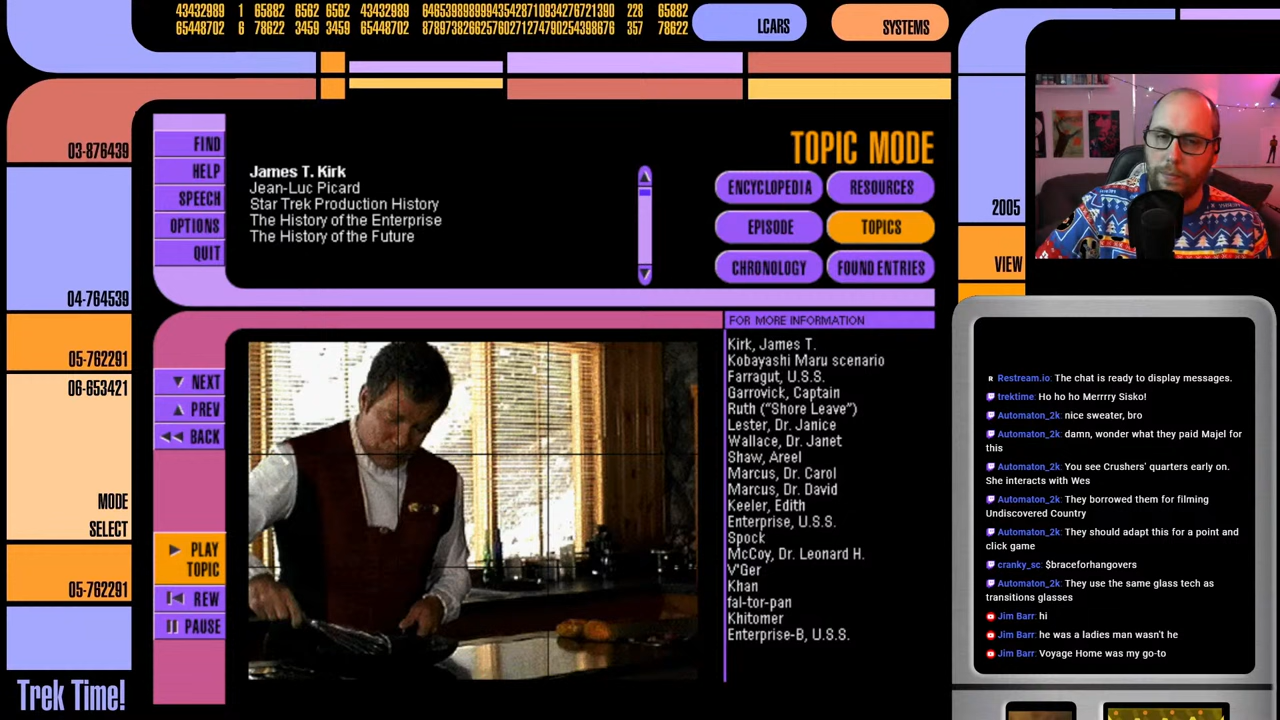 43432989 1 65882 6562 6562 43432989 64653989899943542871093427672 1390 228 65882
65448702 6 78622 3459 3459 65448702 87897382662576027127479025439 8676 357 78622
LCARS
SYSTEMS
03-876439
04-764539
05-762291
06-653421
MODE
SELECT
05-762291
Trek Time!
FIND
HELP
SPEECH
OPTIONS
QUIT
James T. Kirk
Jean-Luc Picard
Star Trek Production History
The History of the Enterprise
The History of the Future
TOPIC MODE
ENCYCLOPEDIA
RESOURCES
EPISODE
TOPICS
CHRONOLOGY
FOUND ENTRIES
2005
VIEW
NEXT
PREV
BACK
PLAY
TOPIC
REW
PAUSE
FOR MORE INFORMATION
Kirk, James T.
Kobayashi Maru scenario
Farragut, U.S.S.
Garrovick, Captain
Ruth (“Shore Leave”)
Lester, Dr. Janice
Wallace, Dr. Janet
Shaw, Areel
Marcus, Dr. Carol
Marcus, Dr. David
Keeler, Edith
Enterprise, U.S.S.
Spock
McCoy, Dr. Leonard H.
V'Ger
Khan
fal-tor-pan
Khitomer
Enterprise-B, U.S.S.
R Restream.io: The chat is ready to display messages.
trektime: Ho ho ho Merrrry Sisko!
Automaton_2k: nice sweater, bro
Automaton_2k: damn, wonder what they paid Majel for
this
Automaton_2k: You see Crushers' quarters early on.
She interacts with Wes
Automaton_2k: They borrowed them for filming
Undiscovered Country
Automaton_2k: They should adapt this for a point and
click game
cranky_sc: $braceforhangovers
Automaton_2k: They use the same glass tech as
transitions glasses
Jim Barr: hi
Jim Barr: he was a ladies man wasn't he
Jim Barr: Voyage Home was my go-to